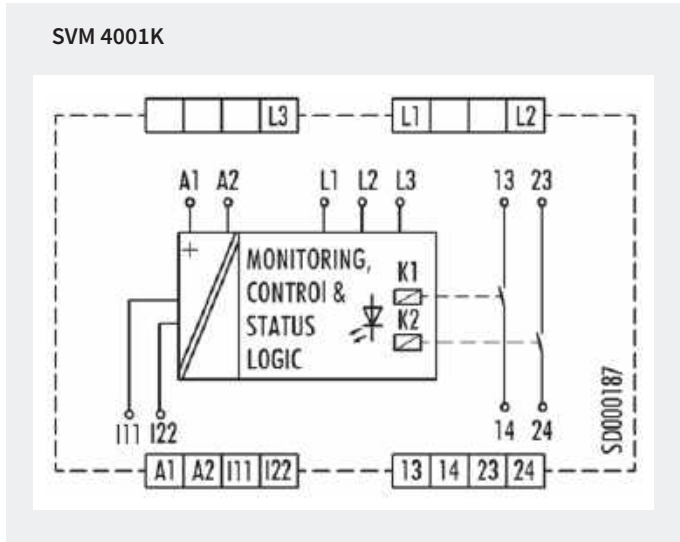 SVM 4001K
L3 L1 L2
A1 A2 L1 L2 L3 13 23
+
MONITORING,
CONTROl &
STATUS
LOGIC
K1
K2
I11 I22
14 24
SD000187
A1 A2 I11 I22 13 14 23 24